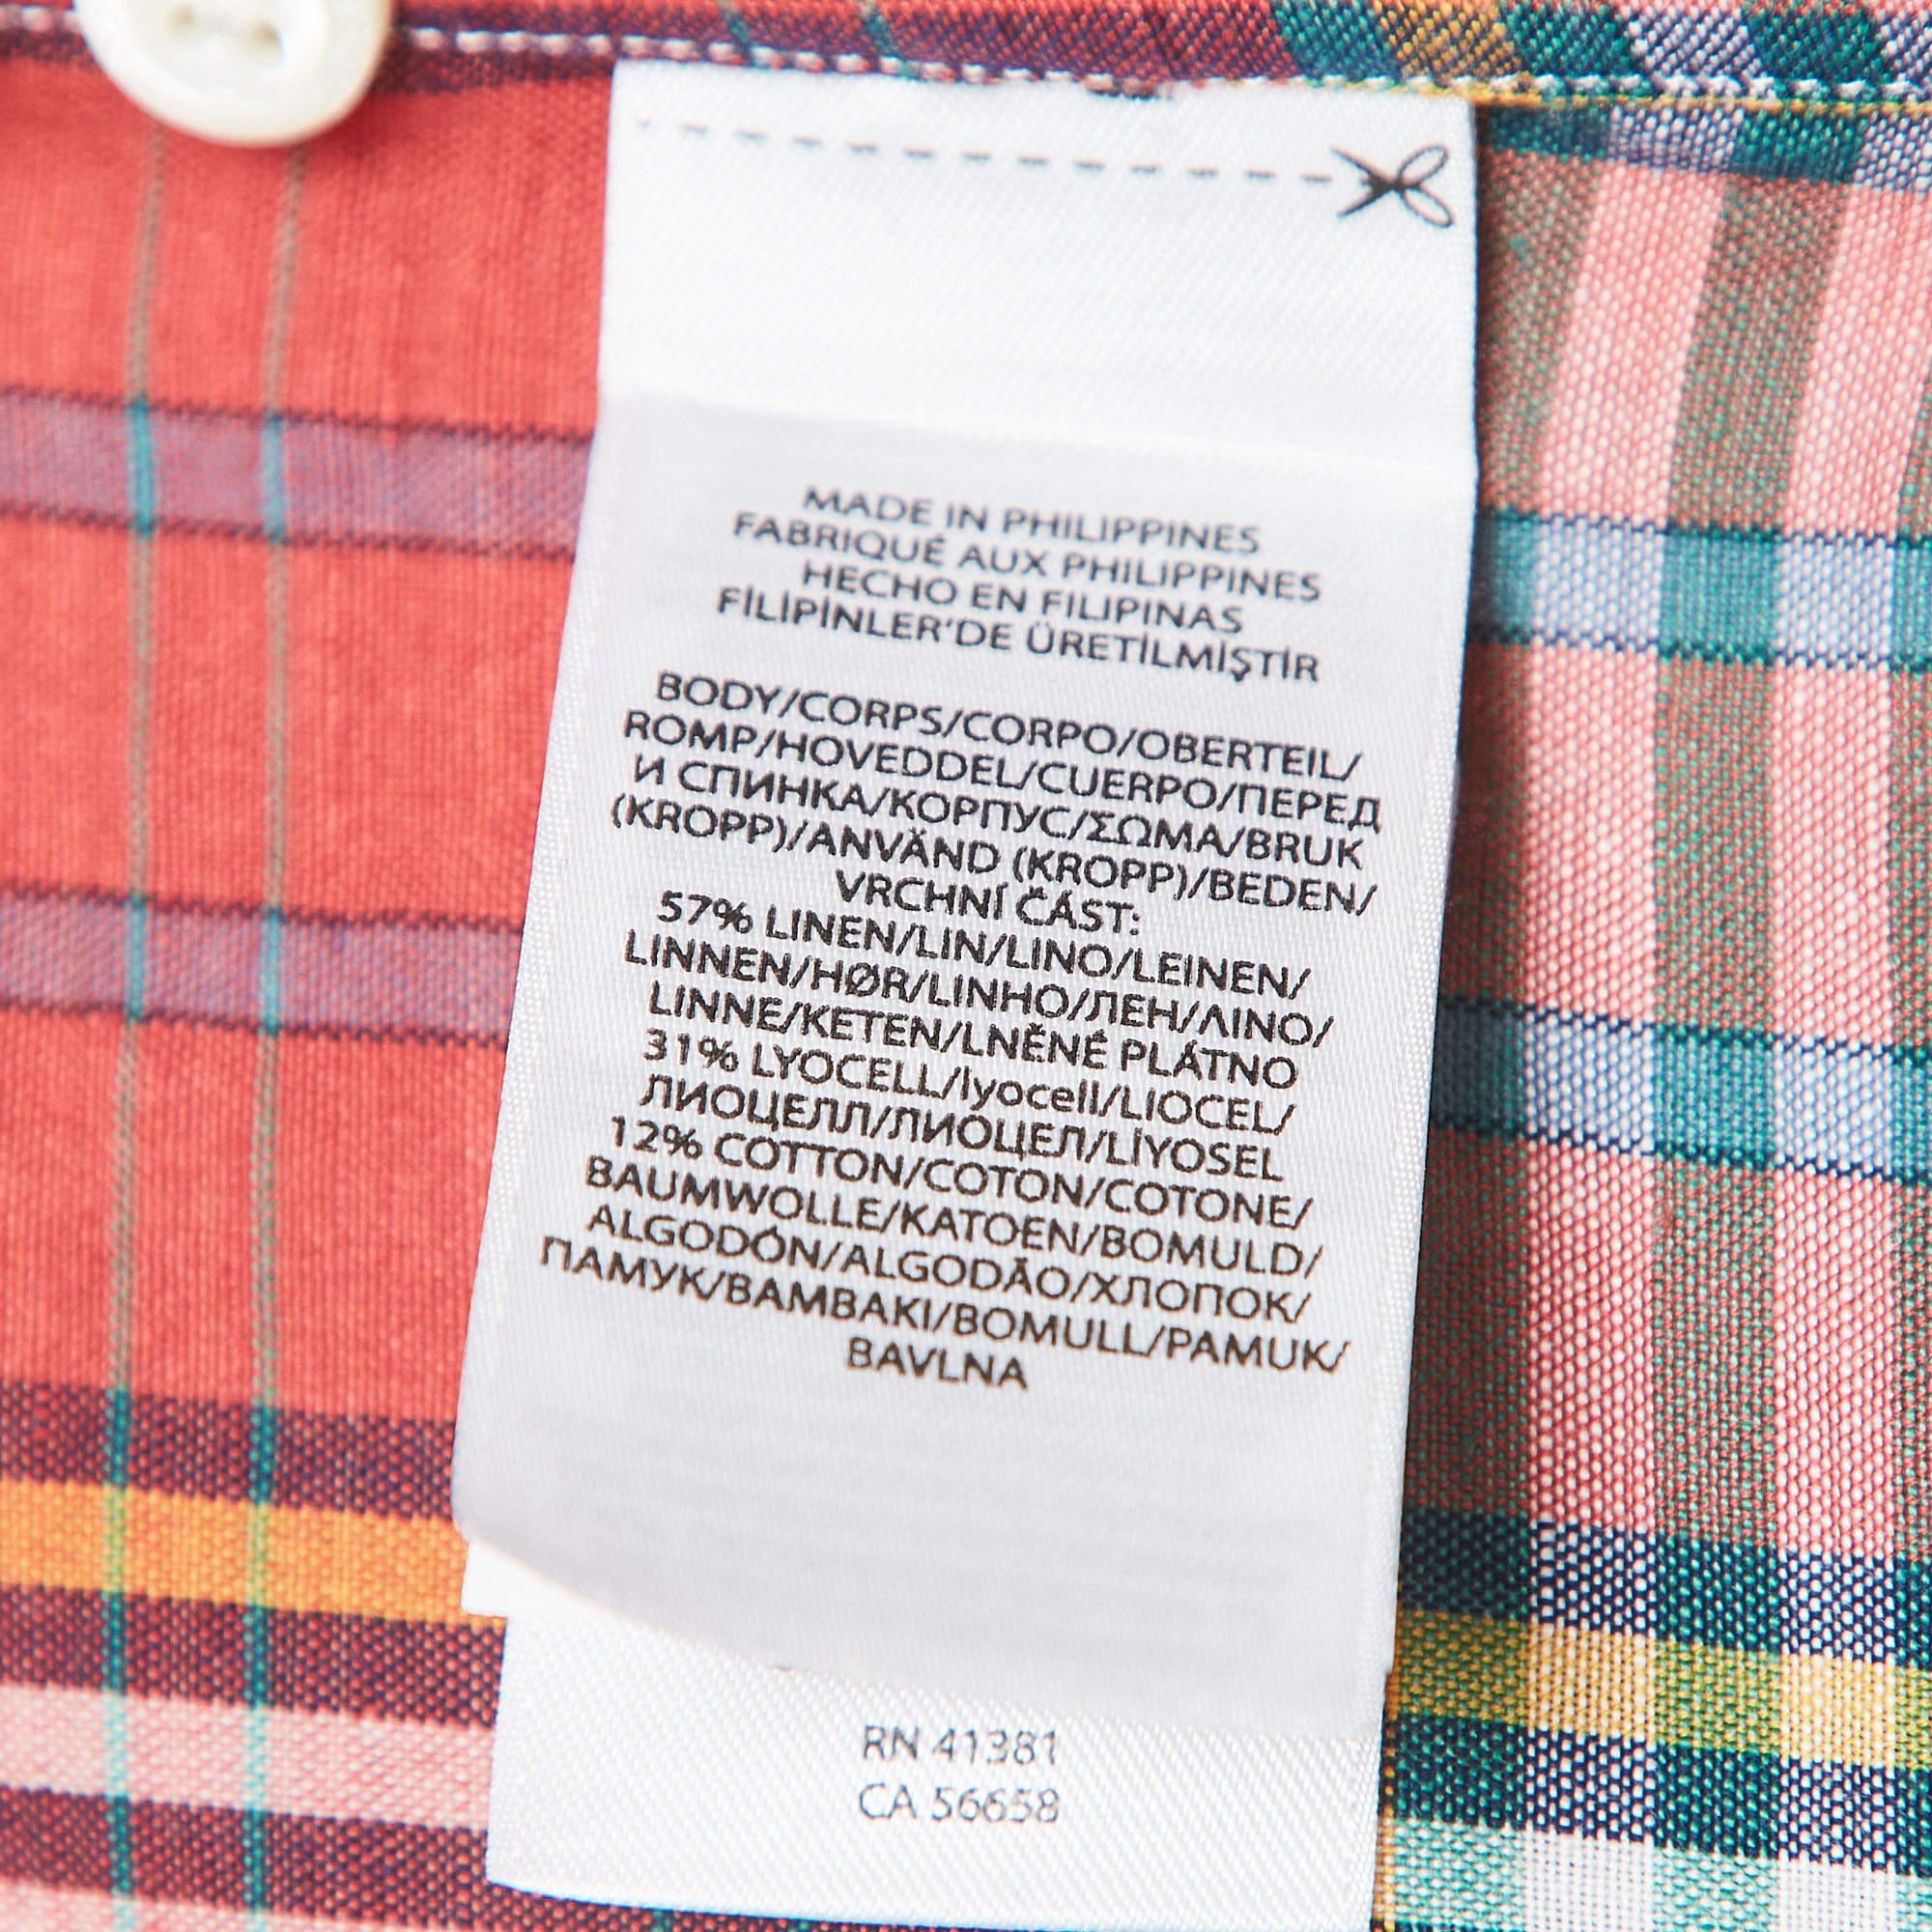 MADE IN PHILIPPINES
FABRIQUÉ AUX PHILIPPINES
HECHO EN FILIPINAS
FİLİPİNLER'DE ÜRETİLMİŞTİR
BODY/CORPS/CORPO/OBERTEIL/
ROMP/HOVEDDEL/CUERPO/ПЕРЕД
И СПИНКА/КОРПУС/ΣΩΜΑ/BRUK
(KROPP)/ANVÄND (KROPP)/BEDEN/
VRCHNÍ ČÁST:
57% LINEN/LIN/LINO/LEINEN/
LINNEN/HØR/LINHO/ЛЕН/ΛΙΝΟ/
LINNE/KETEN/LNĚNÉ PLÁTNO
31% LYOCELL/lyocell/LIOCEL/
ЛИОЦЕЛЛ/ЛИОЦЕЛ/LİYOSEL
12% COTTON/COTON/COTONE/
BAUMWOLLE/KATOEN/BOMULD/
ALGODÓN/ALGODÃO/ХЛОПОК/
ПАМУК/ΒΑΜΒΑΚΙ/BOMULL/PAMUK/
BAVLNA
RN 41381
CA 56658